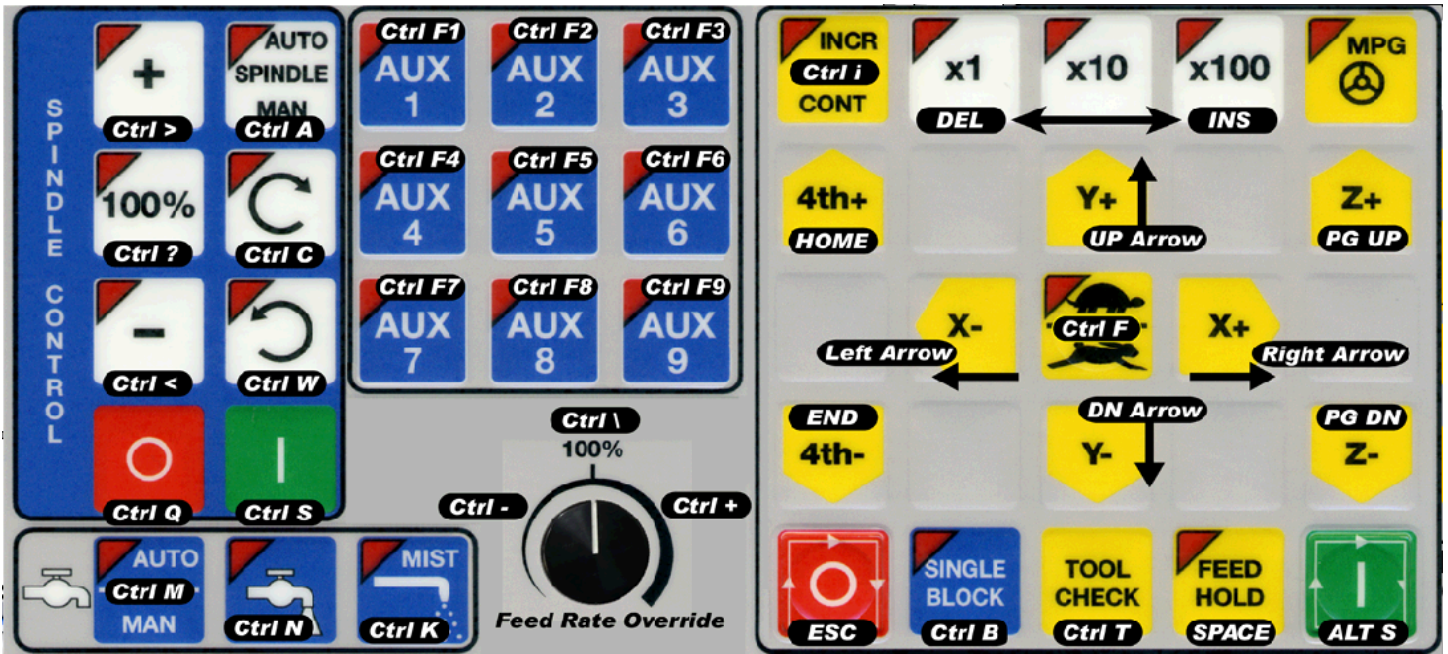 SPINDLE CONTROL
+
Ctrl >
AUTO
SPINDLE
MAN
Ctrl A
100%
Ctrl ?
Ctrl C
-
Ctrl <
Ctrl W
Ctrl Q
Ctrl S
AUTO
Ctrl M
MAN
Ctrl N
MIST
Ctrl K
Ctrl F1
AUX
1
Ctrl F2
AUX
2
Ctrl F3
AUX
3
Ctrl F4
AUX
4
Ctrl F5
AUX
5
Ctrl F6
AUX
6
Ctrl F7
AUX
7
Ctrl F8
AUX
8
Ctrl F9
AUX
9
Ctrl \
100%
Ctrl -
Ctrl +
Feed Rate Override
INCR
Ctrl i
CONT
x1
DEL
x10
x100
INS
MPG
4th+
HOME
Y+
UP Arrow
Z+
PG UP
X-
Left Arrow
Ctrl F
X+
Right Arrow
END
4th-
DN Arrow
Y-
PG DN
Z-
ESC
SINGLE
BLOCK
Ctrl B
TOOL
CHECK
Ctrl T
FEED
HOLD
SPACE
ALT S